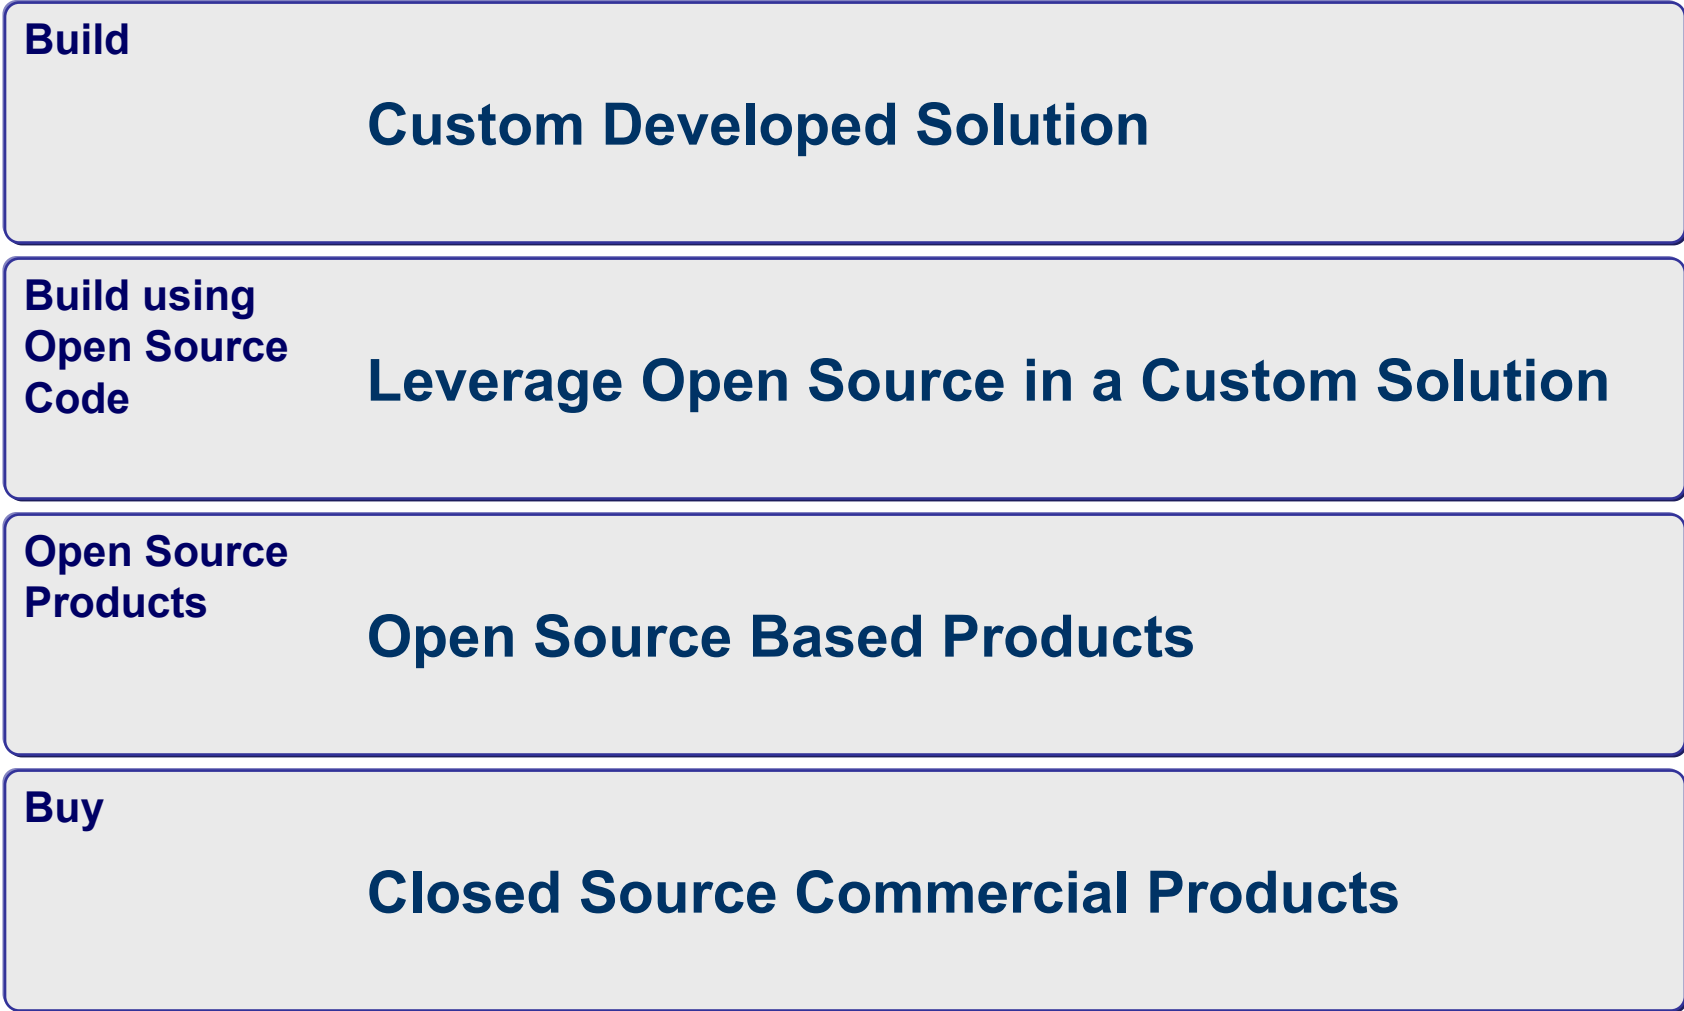 Build
Custom Developed Solution
Build using
Open Source
Code
Leverage Open Source in a Custom Solution
Open Source
Products
Open Source Based Products
Buy
Closed Source Commercial Products